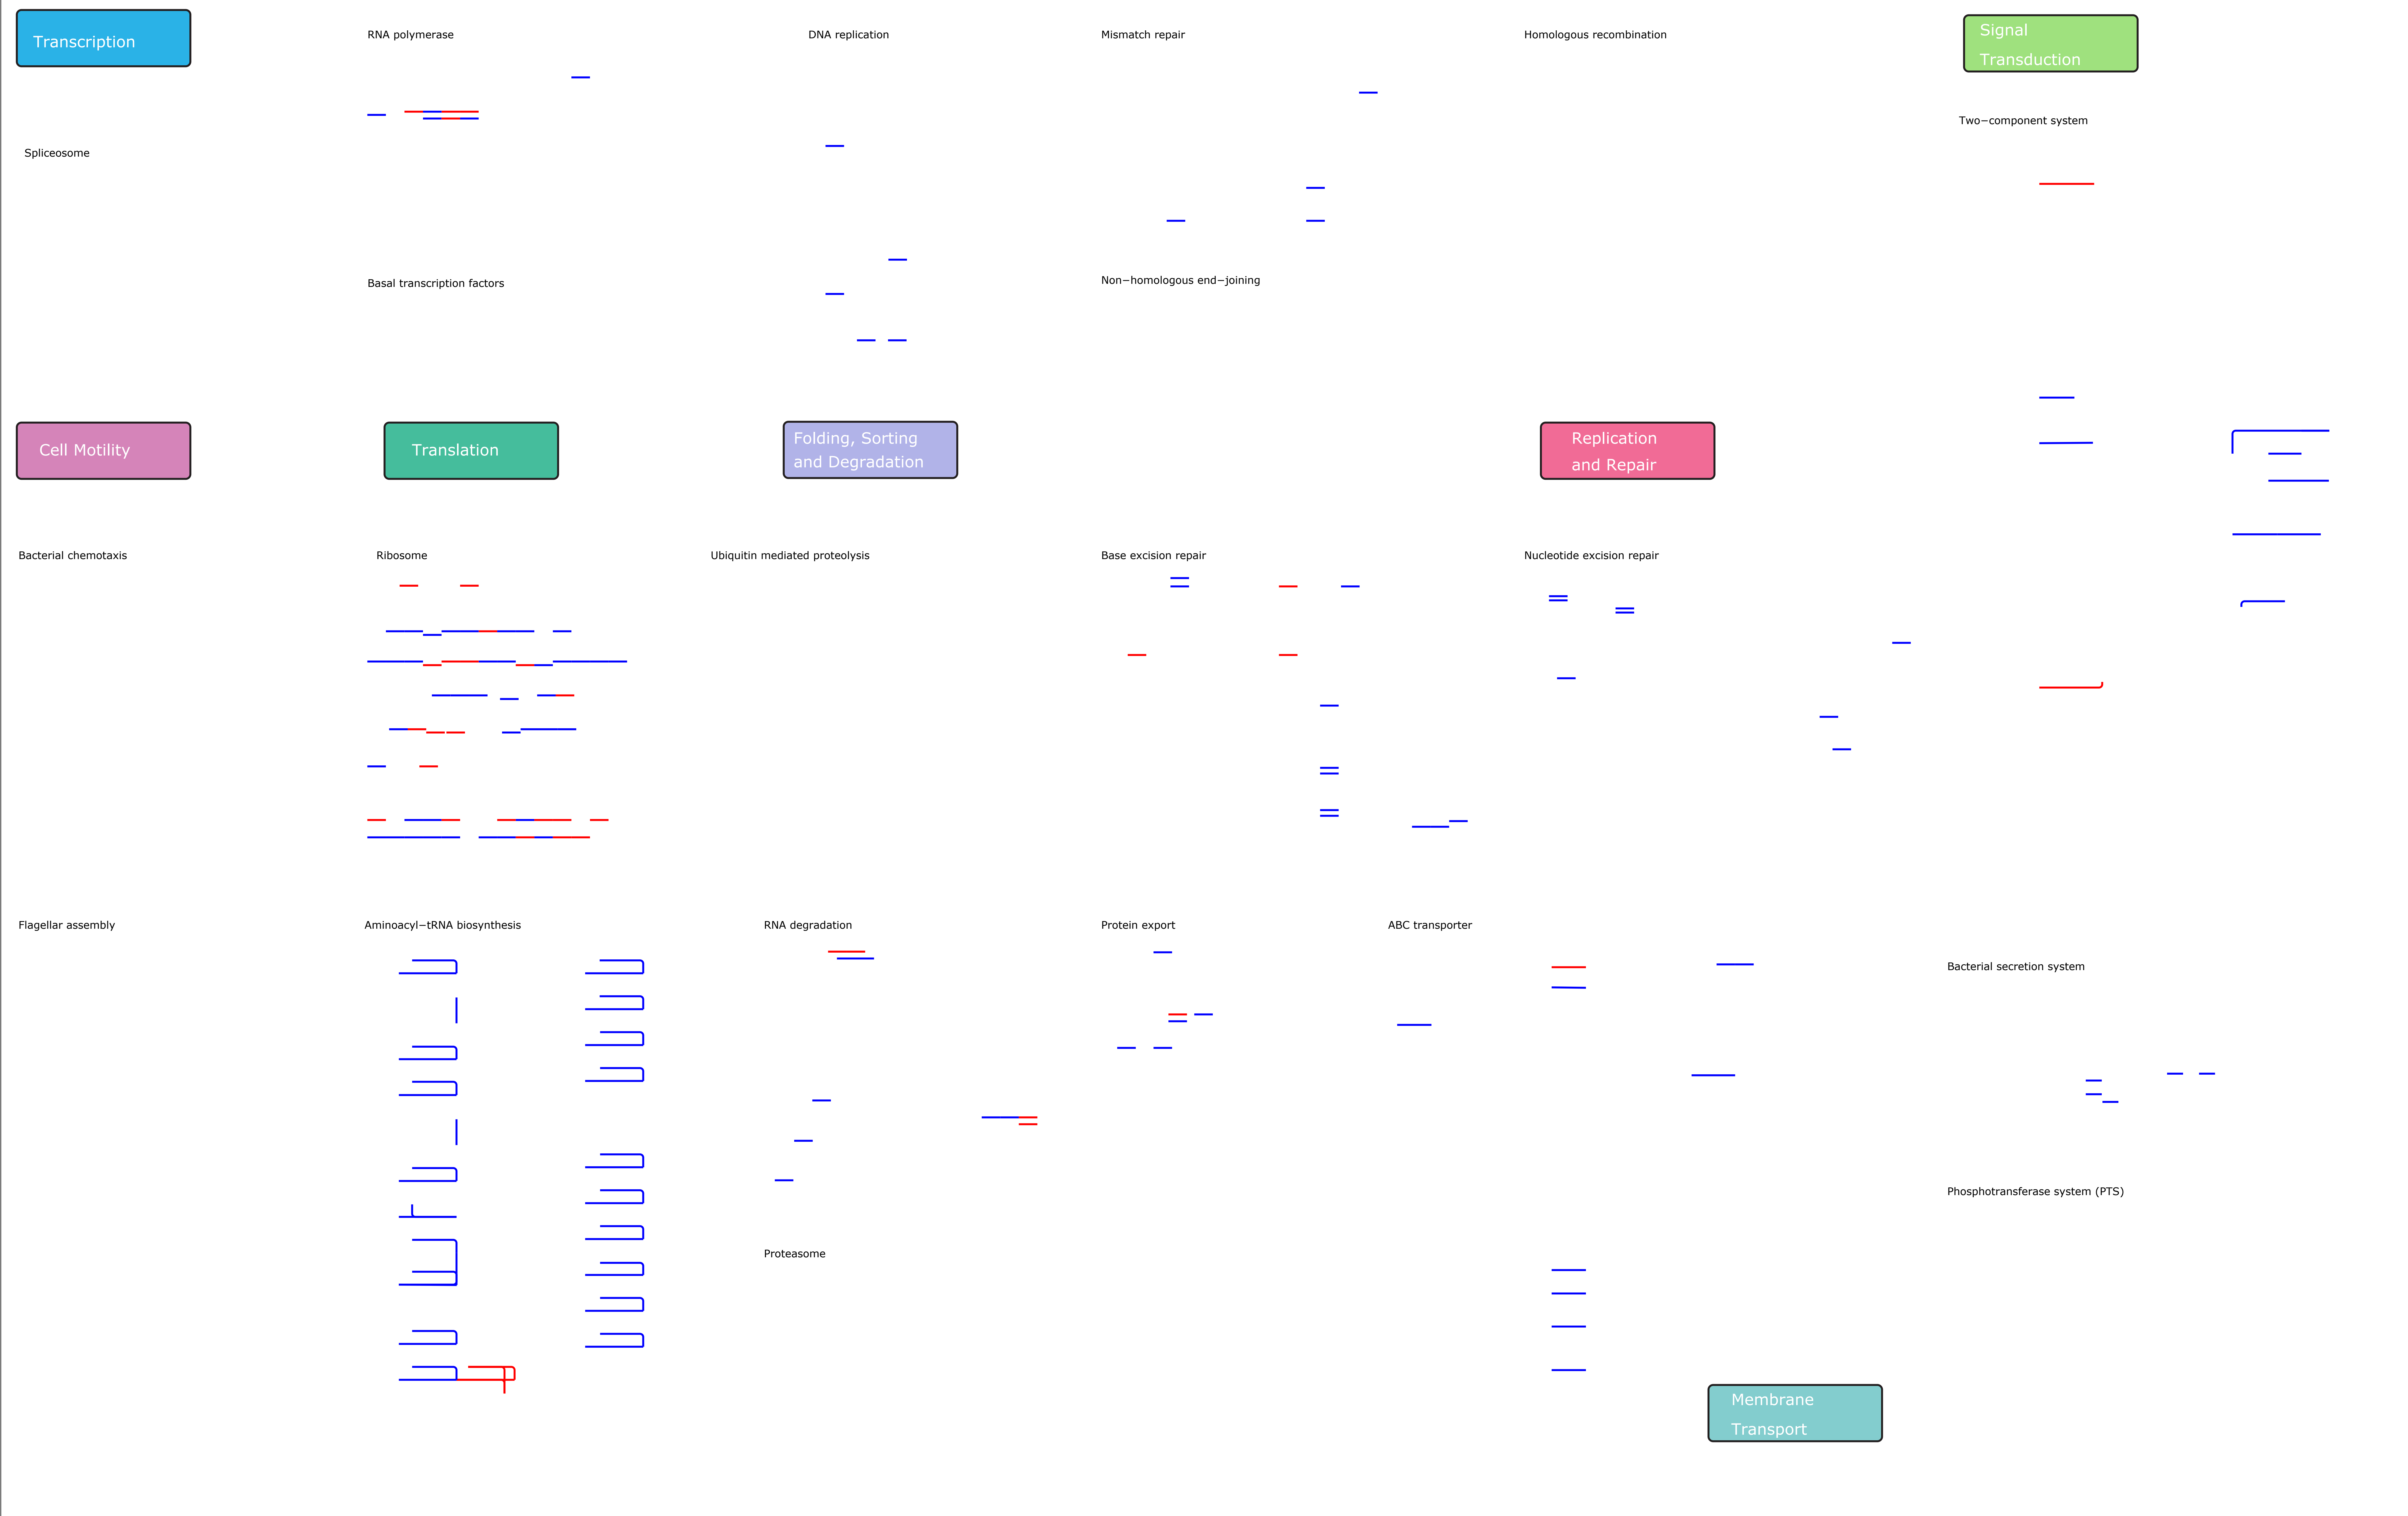 Transcription
RNA polymerase
DNA replication
Mismatch repair
Homologous recombination
Signal
Transduction
Two−component system
Spliceosome
Basal transcription factors
Non−homologous end−joining
Cell Motility
Translation
Folding, Sorting
and Degradation
Replication
and Repair
Bacterial chemotaxis
Ribosome
Ubiquitin mediated proteolysis
Base excision repair
Nucleotide excision repair
Flagellar assembly
Aminoacyl−tRNA biosynthesis
RNA degradation
Protein export
ABC transporter
Bacterial secretion system
Phosphotransferase system (PTS)
Proteasome
Membrane
Transport